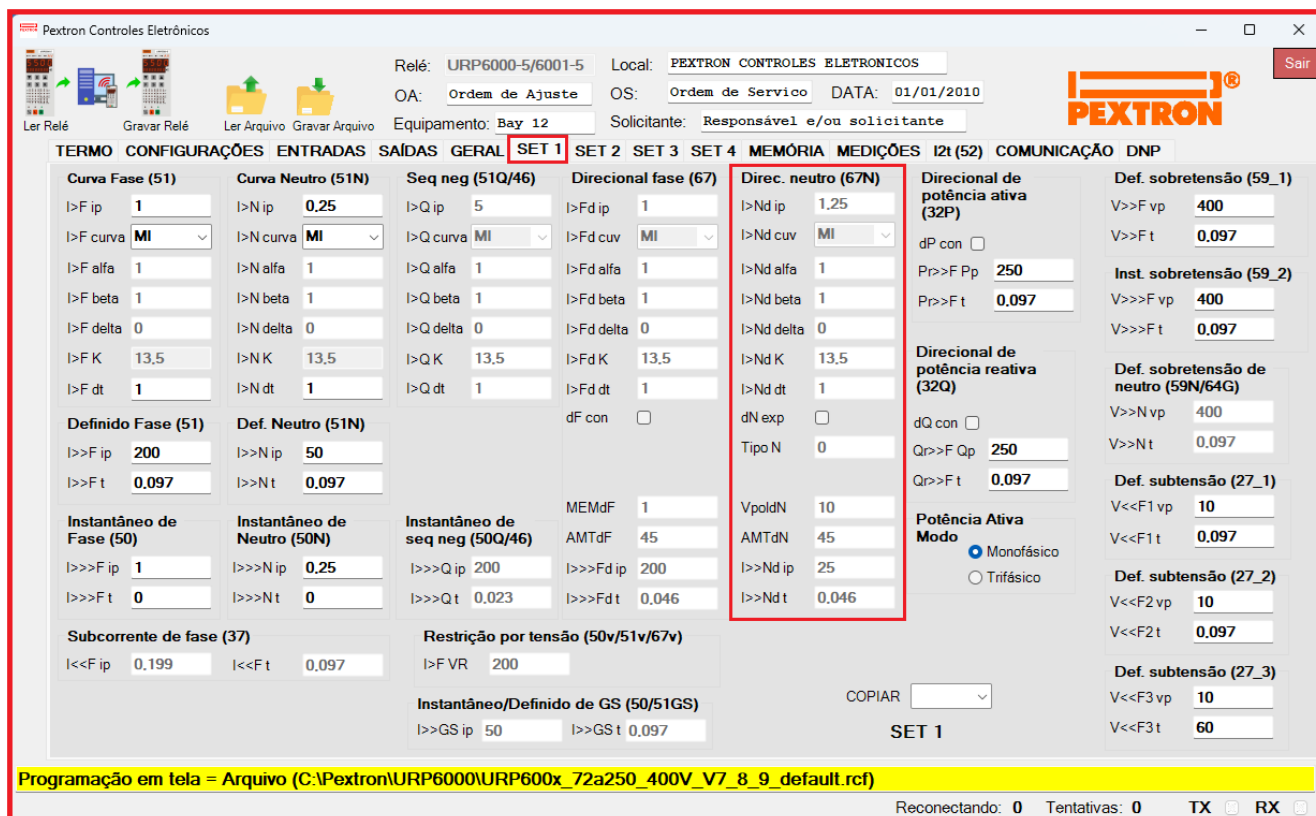 Pextron Controles Eletrônicos
Relé: URP6000-5/6001-5 Local: PEXTRON CONTROLES ELETRONICOS
Sair
OA: Ordem de Ajuste OS: Ordem de Servico DATA: 01/01/2010
Equipamento: Bay 12 Solicitante: Responsável e/ou solicitante
PEXTRON®
Ler Relé Gravar Relé Ler Arquivo Gravar Arquivo
TERMO CONFIGURAÇÕES ENTRADAS SAÍDAS GERAL SET 1 SET 2 SET 3 SET 4 MEMÓRIA MEDIÇÕES I2t (52) COMUNICAÇÃO DNP
Curva Fase (51)
I>F ip 1
I>F curva MI
I>F alfa 1
I>F beta 1
I>F delta 0
I>F K 13,5
I>F dt 1
Definido Fase (51)
I>>F ip 200
I>>F t 0,097
Instantâneo de
Fase (50)
I>>>F ip 1
I>>>F t 0
Curva Neutro (51N)
I>N ip 0,25
I>N curva MI
I>N alfa 1
I>N beta 1
I>N delta 0
I>N K 13,5
I>N dt 1
Def. Neutro (51N)
I>>N ip 50
I>>N t 0,097
Instantâneo de
Neutro (50N)
I>>>N ip 0,25
I>>>N t 0
Subcorrente de fase (37)
I<<F ip 0,199 I<<F t 0,097
Seq neg (51Q/46)
I>Q ip 5
I>Q curva MI
I>Q alfa 1
I>Q beta 1
I>Q delta 0
I>Q K 13,5
I>Q dt 1
Instantâneo de
seq neg (50Q/46)
I>>>Q ip 200
I>>>Q t 0,023
Direcional fase (67)
I>Fd ip 1
I>Fd cuv MI
I>Fd alfa 1
I>Fd beta 1
I>Fd delta 0
I>Fd K 13,5
I>Fd dt 1
dF con
MEMdF 1
AMTdF 45
I>>>Fd ip 200
I>>>Fd t 0,046
Restrição por tensão (50v/51v/67v)
I>F VR 200
Instantâneo/Definido de GS (50/51GS)
I>>GS ip 50 I>>GS t 0,097
Direc. neutro (67N)
I>Nd ip 1,25
I>Nd cuv MI
I>Nd alfa 1
I>Nd beta 1
I>Nd delta 0
I>Nd K 13,5
I>Nd dt 1
dN exp
Tipo N 0
VpoldN 10
AMTdN 45
I>>Nd ip 25
I>>Nd t 0,046
Direcional de
potência ativa
(32P)
dP con
Pr>>F Pp 250
Pr>>F t 0,097
Direcional de
potência reativa
(32Q)
dQ con
Qr>>F Qp 250
Qr>>F t 0,097
Potência Ativa
Modo
Monofásico
Trifásico
COPIAR
SET 1
Def. sobretensão (59_1)
V>>F vp 400
V>>F t 0,097
Inst. sobretensão (59_2)
V>>>F vp 400
V>>>F t 0,097
Def. sobretensão de
neutro (59N/64G)
V>>N vp 400
V>>N t 0,097
Def. subtensão (27_1)
V<<F1 vp 10
V<<F1 t 0,097
Def. subtensão (27_2)
V<<F2 vp 10
V<<F2 t 0,097
Def. subtensão (27_3)
V<<F3 vp 10
V<<F3 t 60
Programação em tela = Arquivo (C:\Pextron\URP6000\URP600x_72a250_400V_V7_8_9_default.rcf)
Reconectando: 0 Tentativas: 0 TX RX